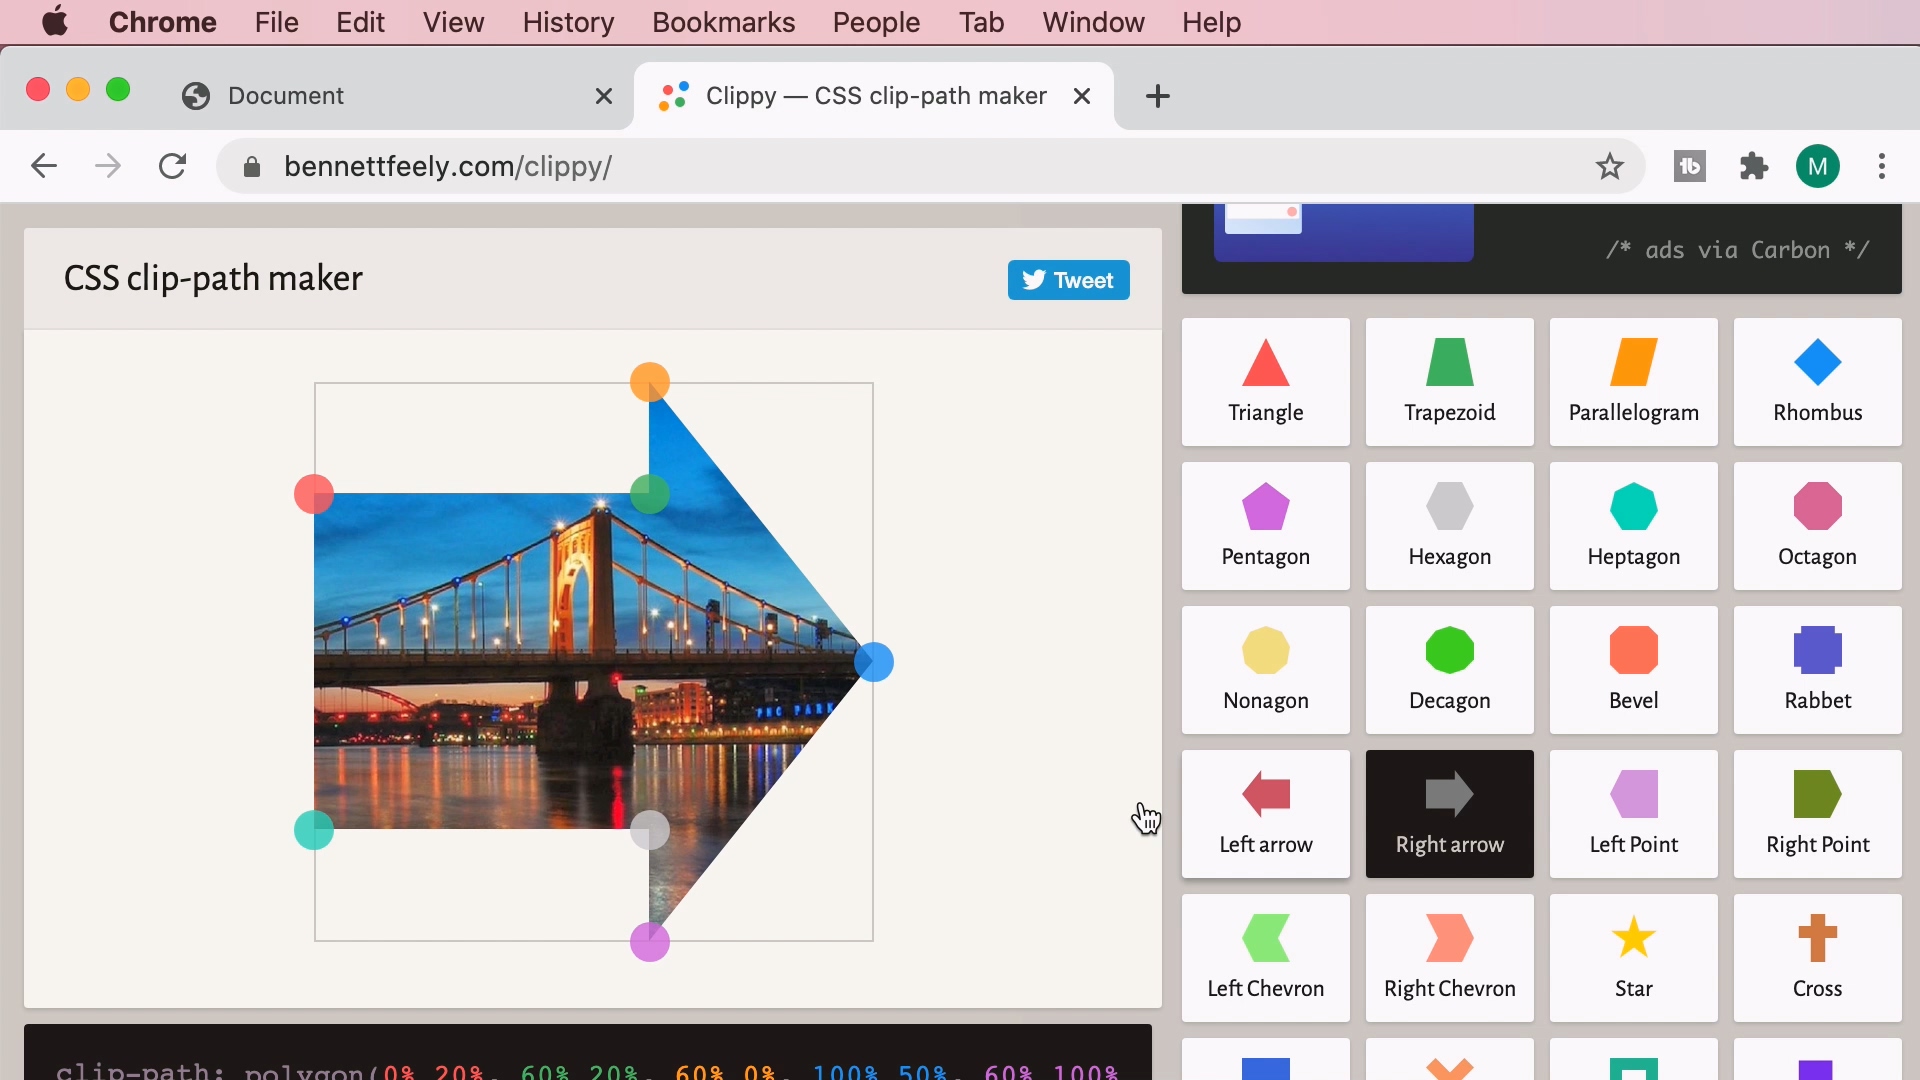 Chrome File Edit View History Bookmarks People Tab Window Help
Document
Clippy — CSS clip-path maker
bennettfeely.com/clippy/
M
/* ads via Carbon */
CSS clip-path maker
Tweet
Triangle Trapezoid Parallelogram Rhombus
Pentagon Hexagon Heptagon Octagon
Nonagon Decagon Bevel Rabbet
Left arrow Right arrow Left Point Right Point
Left Chevron Right Chevron Star Cross
clip-path: polygon(0% 20%, 60% 20%, 60% 0%, 100% 50%, 60% 100%